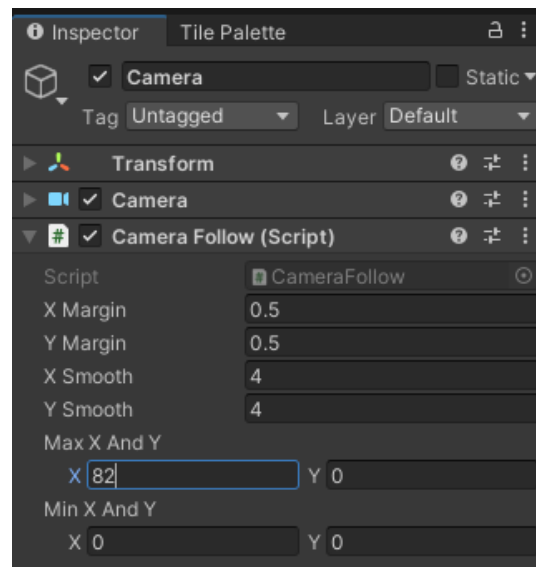 Inspector Tile Palette
Camera Static
Tag Untagged Layer Default
Transform
Camera
# Camera Follow (Script)
Script # CameraFollow
X Margin 0.5
Y Margin 0.5
X Smooth 4
Y Smooth 4
Max X And Y
X 82 Y 0
Min X And Y
X 0 Y 0